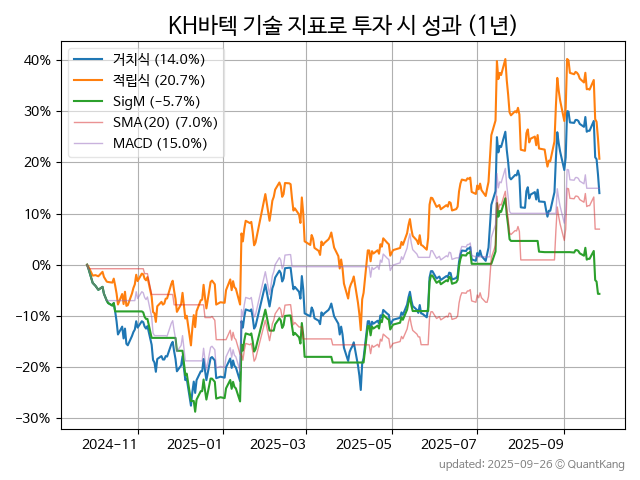 KH바텍 기술 지표로 투자 시 성과 (1년)
거치식 (14.0%)
적립식 (20.7%)
SigM (−5.7%)
SMA(20) (7.0%)
MACD (15.0%)
40%
30%
20%
10%
0%
−10%
−20%
−30%
2024-11
2025-01
2025-03
2025-05
2025-07
2025-09
updated: 2025-09-26 © QuantKang